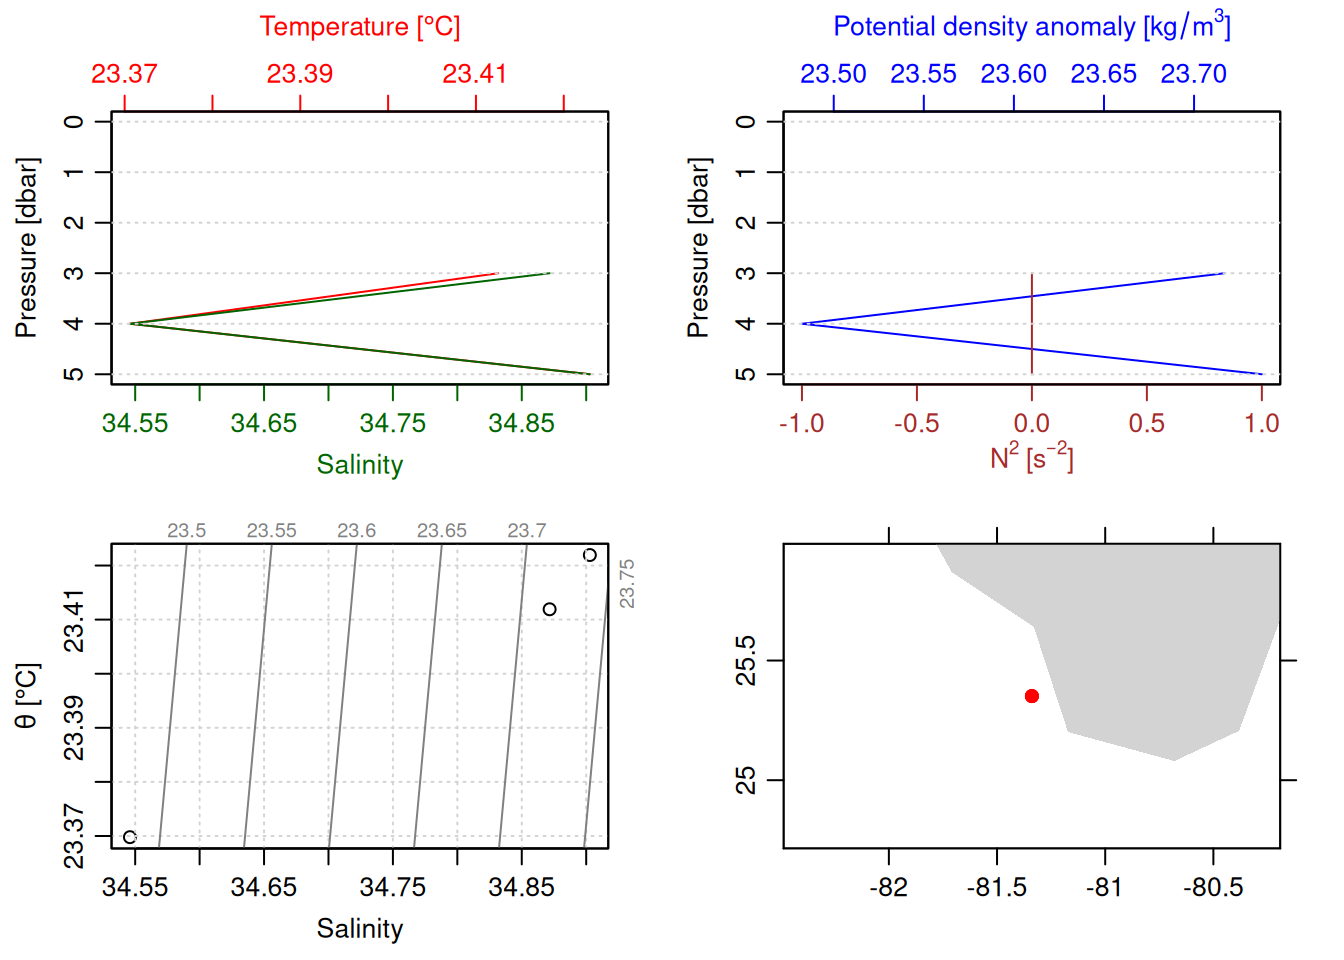 Temperature [°C]
23.37 23.39 23.41
Pressure [dbar]
0
1
2
3
4
5
34.55 34.65 34.75 34.85
Salinity
Potential density anomaly [kg/m³]
23.50 23.55 23.60 23.65 23.70
Pressure [dbar]
0
1
2
3
4
5
-1.0 -0.5 0.0 0.5 1.0
N² [s⁻²]
23.5 23.55 23.6 23.65 23.7
23.75
θ [°C]
23.41
23.39
23.37
34.55 34.65 34.75 34.85
Salinity
25.5
25
-82 -81.5 -81 -80.5